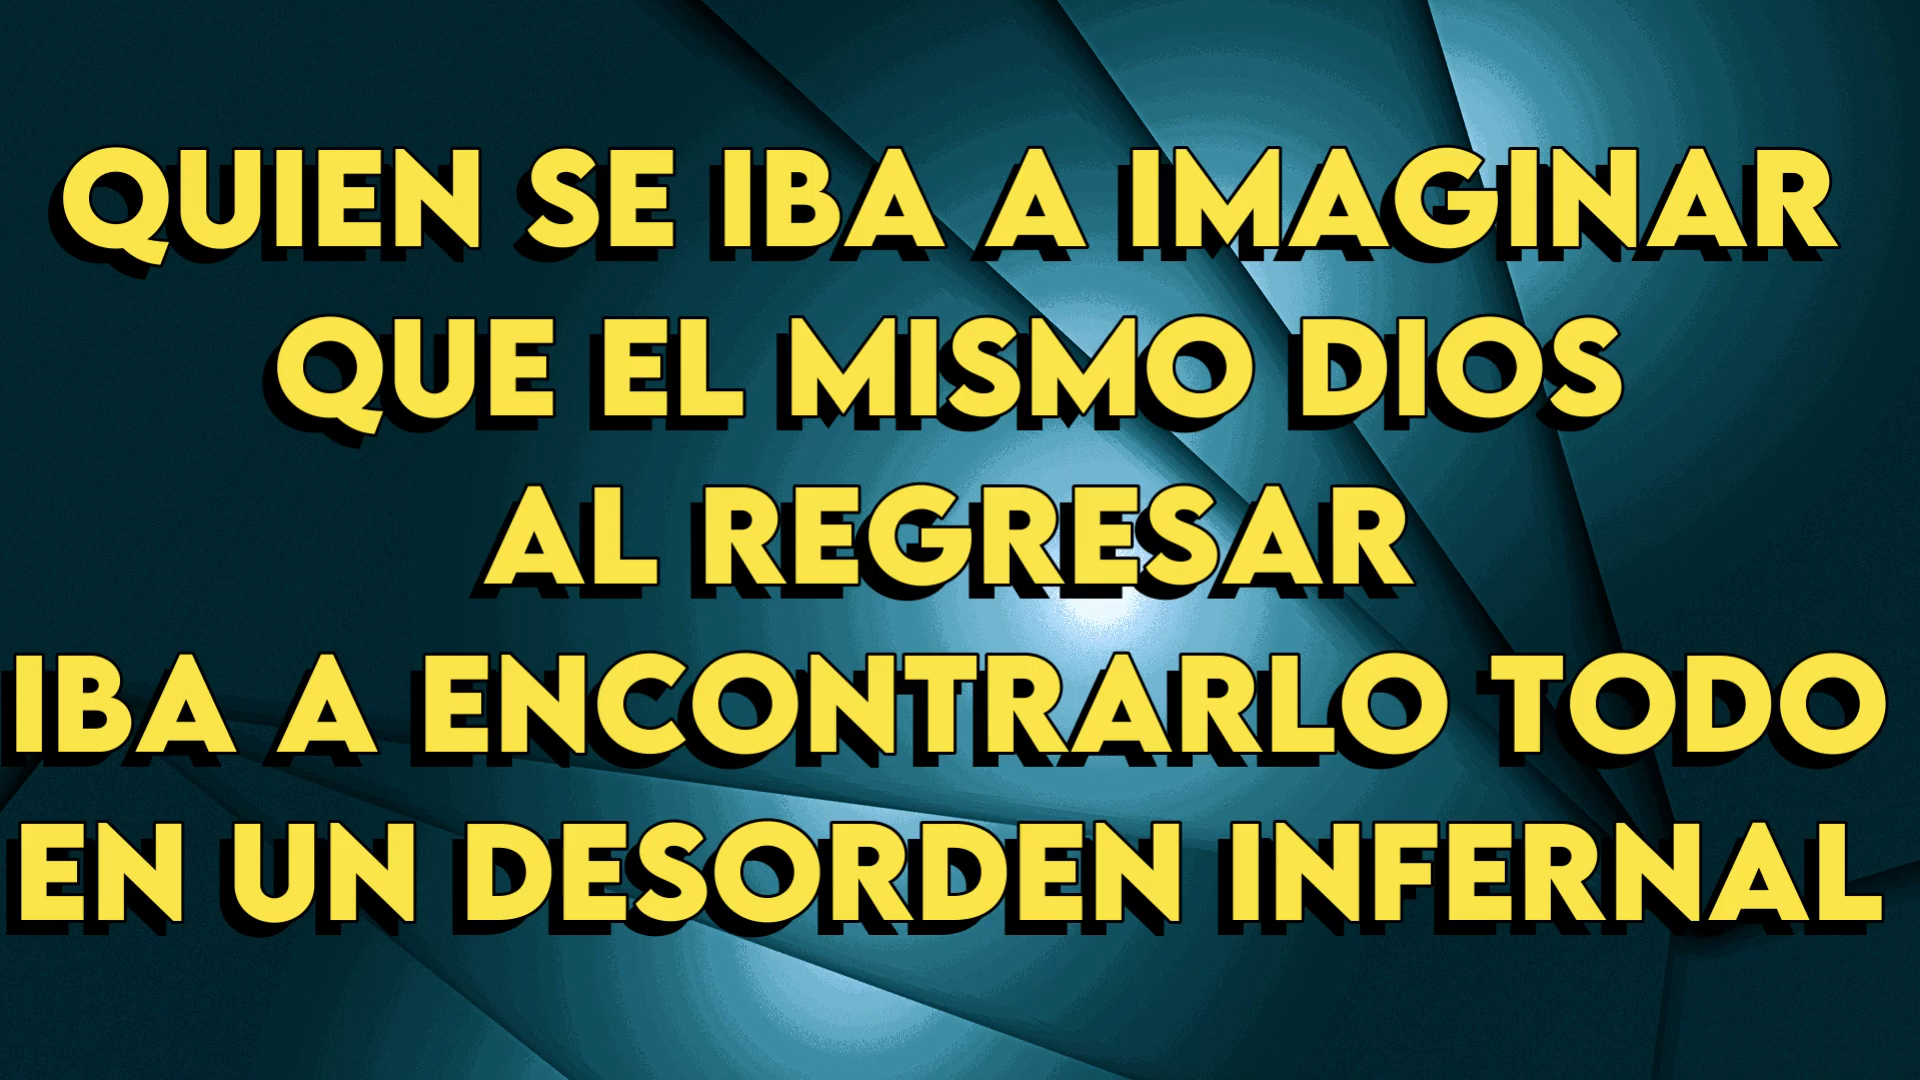 QUIEN SE IBA A IMAGINAR
QUE EL MISMO DIOS
AL REGRESAR
IBA A ENCONTRARLO TODO
EN UN DESORDEN INFERNAL